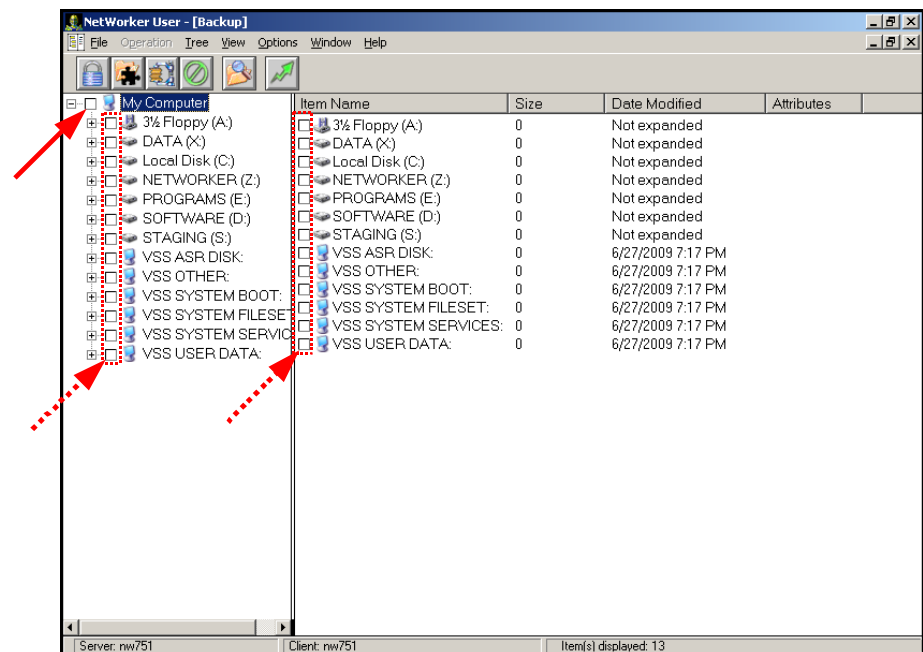 NetWorker User - [Backup]
File Operation Tree View Options Window Help
My Computer
3½ Floppy (A:)
DATA (X:)
Local Disk (C:)
NETWORKER (Z:)
PROGRAMS (E:)
SOFTWARE (D:)
STAGING (S:)
VSS ASR DISK:
VSS OTHER:
VSS SYSTEM BOOT:
VSS SYSTEM FILESET
VSS SYSTEM SERVIC
VSS USER DATA:
Item Name Size Date Modified Attributes
3½ Floppy (A:) 0 Not expanded
DATA (X:) 0 Not expanded
Local Disk (C:) 0 Not expanded
NETWORKER (Z:) 0 Not expanded
PROGRAMS (E:) 0 Not expanded
SOFTWARE (D:) 0 Not expanded
STAGING (S:) 0 Not expanded
VSS ASR DISK: 0 6/27/2009 7:17 PM
VSS OTHER: 0 6/27/2009 7:17 PM
VSS SYSTEM BOOT: 0 6/27/2009 7:17 PM
VSS SYSTEM FILESET: 0 6/27/2009 7:17 PM
VSS SYSTEM SERVICES: 0 6/27/2009 7:17 PM
VSS USER DATA: 0 6/27/2009 7:17 PM
Server: nw751 Client: nw751 Item(s) displayed: 13